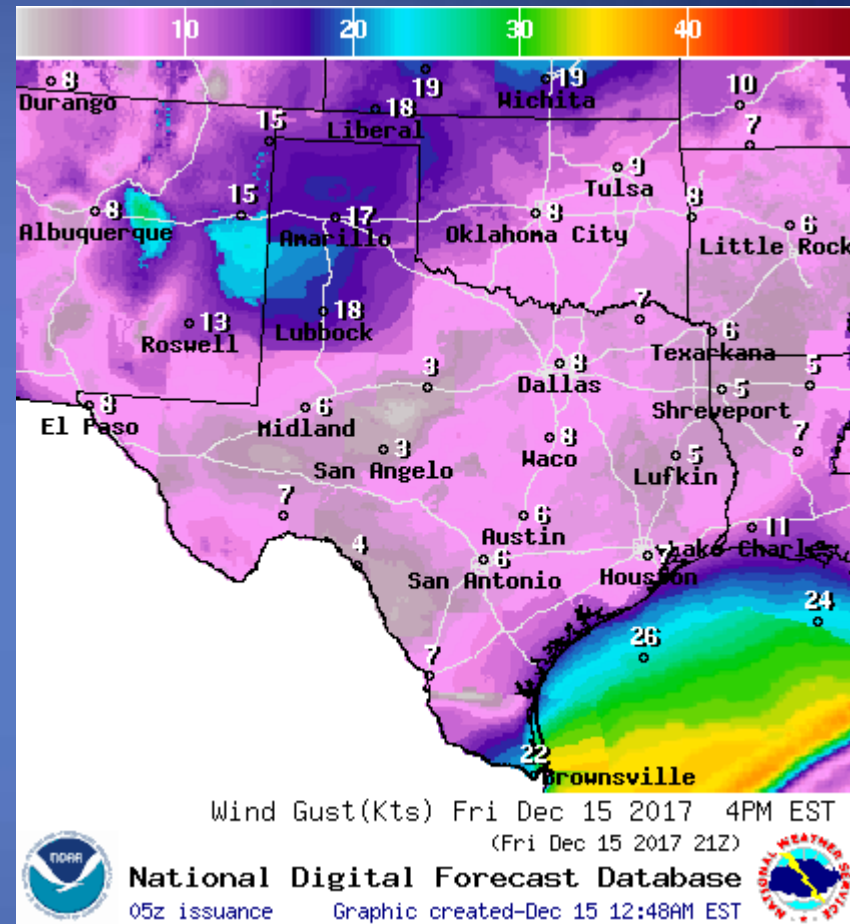 10 20 30 40
8
Durango
19
18
Liberal
19
Wichita
10
7
15
15
8
Albuquerque
17
Amarillo
9
Tulsa
8
Oklahoma City
8
6
Little Rock
13
Roswell
18
Lubbock
7
6
Texarkana
3
8
Dallas
5
5
Shreveport
8
El Paso
6
Midland
3
San Angelo
8
Waco
5
Lufkin
7
7
4
6
Austin
6
San Antonio
Houston
11
Lake Charl
24
26
7
22
Brownsville
Wind Gust(Kts) Fri Dec 15 2017 4PM EST
(Fri Dec 15 2017 21Z)
National Digital Forecast Database
05z issuance Graphic created-Dec 15 12:48AM EST
NOAA
NATIONAL WEATHER SERVICE